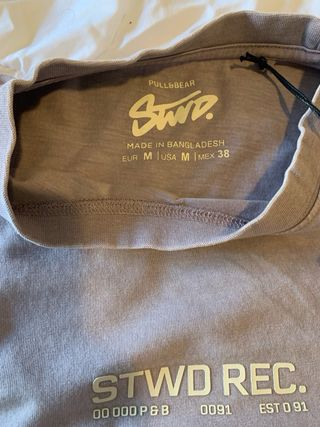 PULL&BEAR
STWD.
MADE IN BANGLADESH
EUR M | USA M | MEX 38
STWD REC.
00 000 P & B 0091 EST 0 91